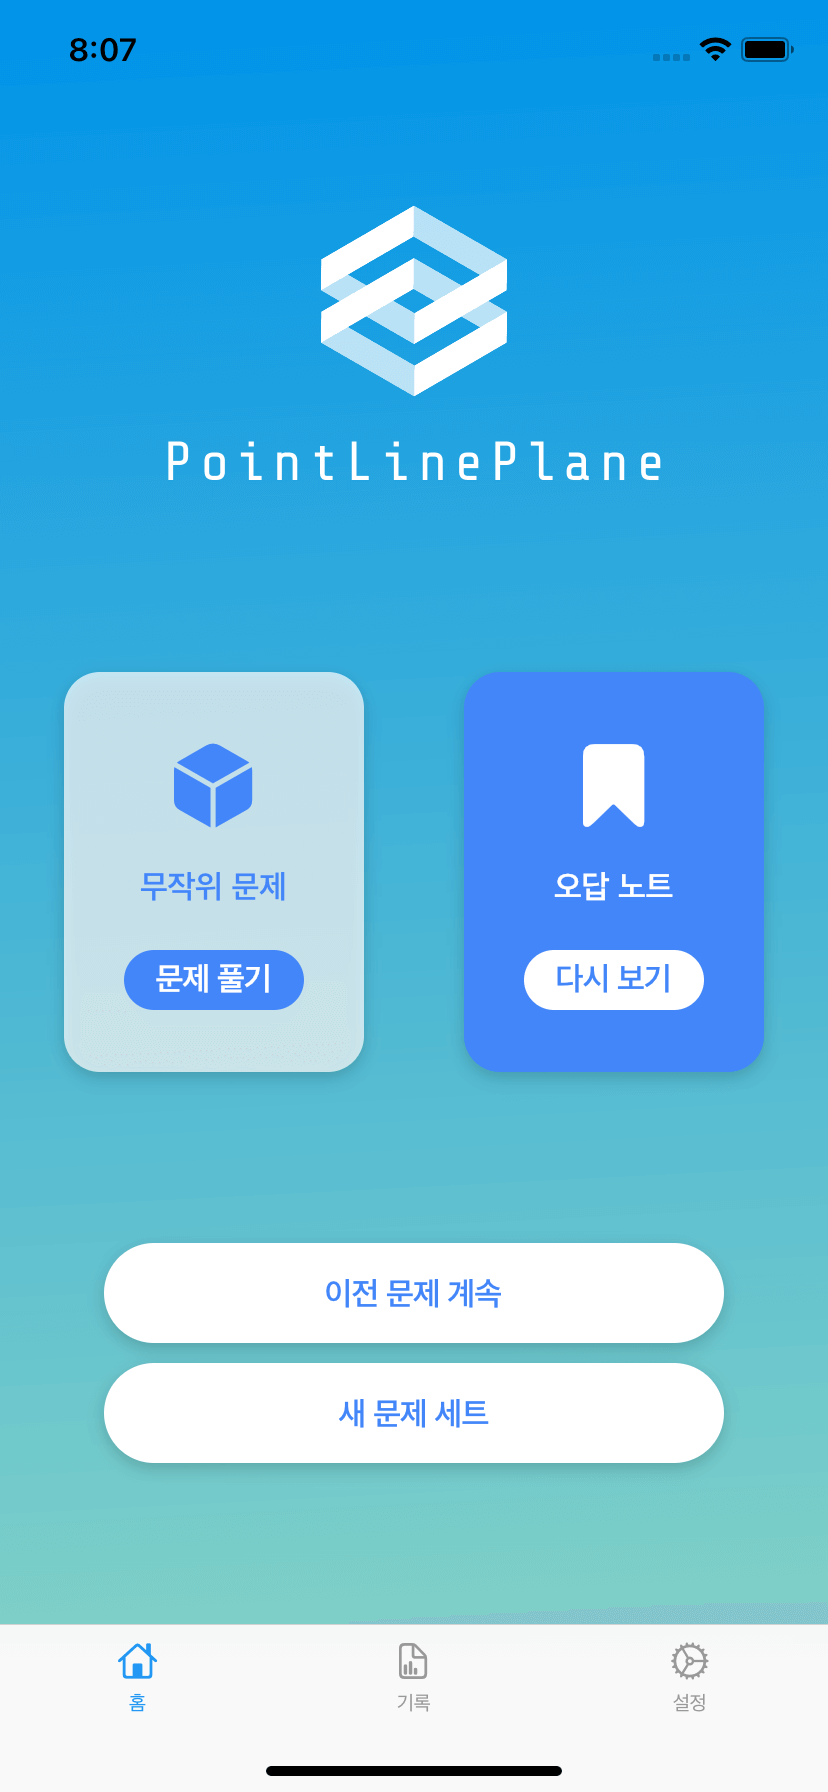 8:07
PointLinePlane
무작위 문제
문제 풀기
오답 노트
다시 보기
이전 문제 계속
새 문제 세트
홈
기록
설정